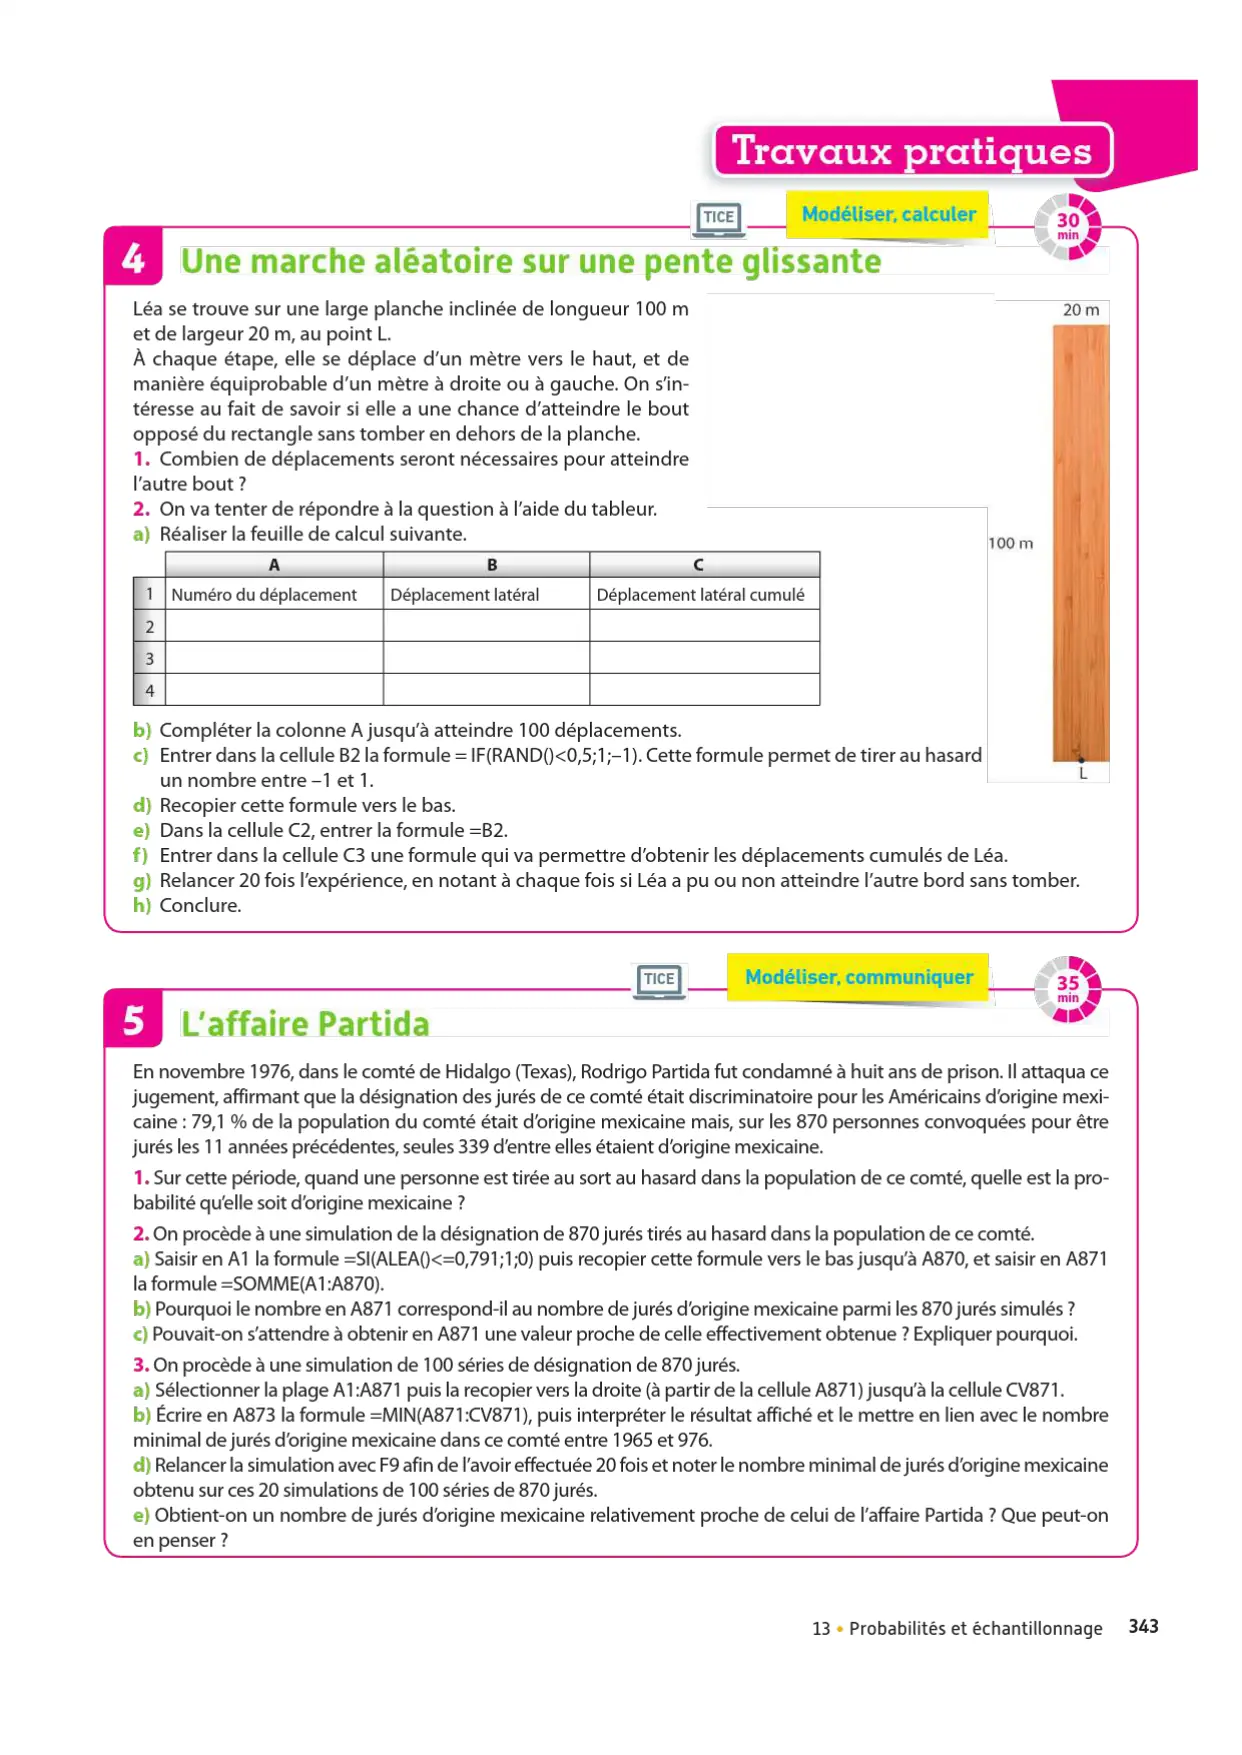 Travaux pratiques
TICE
Modéliser, calculer
30
min
4
Une marche aléatoire sur une pente glissante
Léa se trouve sur une large planche inclinée de longueur 100 m
et de largeur 20 m, au point L.
À chaque étape, elle se déplace d’un mètre vers le haut, et de
manière équiprobable d’un mètre à droite ou à gauche. On s’in-
téresse au fait de savoir si elle a une chance d’atteindre le bout
opposé du rectangle sans tomber en dehors de la planche.
1. Combien de déplacements seront nécessaires pour atteindre
l’autre bout ?
2. On va tenter de répondre à la question à l’aide du tableur.
a) Réaliser la feuille de calcul suivante.
20 m
100 m
L
A B C
1 Numéro du déplacement Déplacement latéral Déplacement latéral cumulé
2
3
4
b) Compléter la colonne A jusqu’à atteindre 100 déplacements.
c) Entrer dans la cellule B2 la formule = IF(RAND()<0,5;1;–1). Cette formule permet de tirer au hasard
un nombre entre –1 et 1.
d) Recopier cette formule vers le bas.
e) Dans la cellule C2, entrer la formule =B2.
f) Entrer dans la cellule C3 une formule qui va permettre d’obtenir les déplacements cumulés de Léa.
g) Relancer 20 fois l’expérience, en notant à chaque fois si Léa a pu ou non atteindre l’autre bord sans tomber.
h) Conclure.
TICE
Modéliser, communiquer
35
min
5
L’affaire Partida
En novembre 1976, dans le comté de Hidalgo (Texas), Rodrigo Partida fut condamné à huit ans de prison. Il attaqua ce
jugement, affirmant que la désignation des jurés de ce comté était discriminatoire pour les Américains d’origine mexi-
caine : 79,1 % de la population du comté était d’origine mexicaine mais, sur les 870 personnes convoquées pour être
jurés les 11 années précédentes, seules 339 d’entre elles étaient d’origine mexicaine.
1. Sur cette période, quand une personne est tirée au sort au hasard dans la population de ce comté, quelle est la pro-
babilité qu’elle soit d’origine mexicaine ?
2. On procède à une simulation de la désignation de 870 jurés tirés au hasard dans la population de ce comté.
a) Saisir en A1 la formule =SI(ALEA()<=0,791;1;0) puis recopier cette formule vers le bas jusqu’à A870, et saisir en A871
la formule =SOMME(A1:A870).
b) Pourquoi le nombre en A871 correspond-il au nombre de jurés d’origine mexicaine parmi les 870 jurés simulés ?
c) Pouvait-on s’attendre à obtenir en A871 une valeur proche de celle effectivement obtenue ? Expliquer pourquoi.
3. On procède à une simulation de 100 séries de désignation de 870 jurés.
a) Sélectionner la plage A1:A871 puis la recopier vers la droite (à partir de la cellule A871) jusqu’à la cellule CV871.
b) Écrire en A873 la formule =MIN(A871:CV871), puis interpréter le résultat affiché et le mettre en lien avec le nombre
minimal de jurés d’origine mexicaine dans ce comté entre 1965 et 976.
d) Relancer la simulation avec F9 afin de l’avoir effectuée 20 fois et noter le nombre minimal de jurés d’origine mexicaine
obtenu sur ces 20 simulations de 100 séries de 870 jurés.
e) Obtient-on un nombre de jurés d’origine mexicaine relativement proche de celui de l’affaire Partida ? Que peut-on
en penser ?
13 • Probabilités et échantillonnage 343